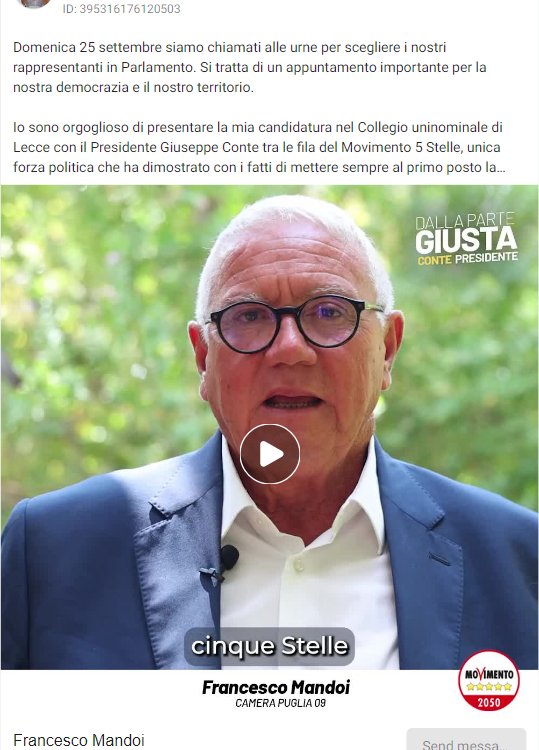 ID: 395316176120503
Domenica 25 settembre siamo chiamati alle urne per scegliere i nostri
rappresentanti in Parlamento. Si tratta di un appuntamento importante per la
nostra democrazia e il nostro territorio.
Io sono orgoglioso di presentare la mia candidatura nel Collegio uninominale di
Lecce con il Presidente Giuseppe Conte tra le fila del Movimento 5 Stelle, unica
forza politica che ha dimostrato con i fatti di mettere sempre al primo posto la...
DALLA PARTE
GIUSTA
CONTE PRESIDENTE
cinque Stelle
Francesco Mandoi
CAMERA PUGLIA 09
MOVIMENTO
2050
Francesco Mandoi
Send messa...